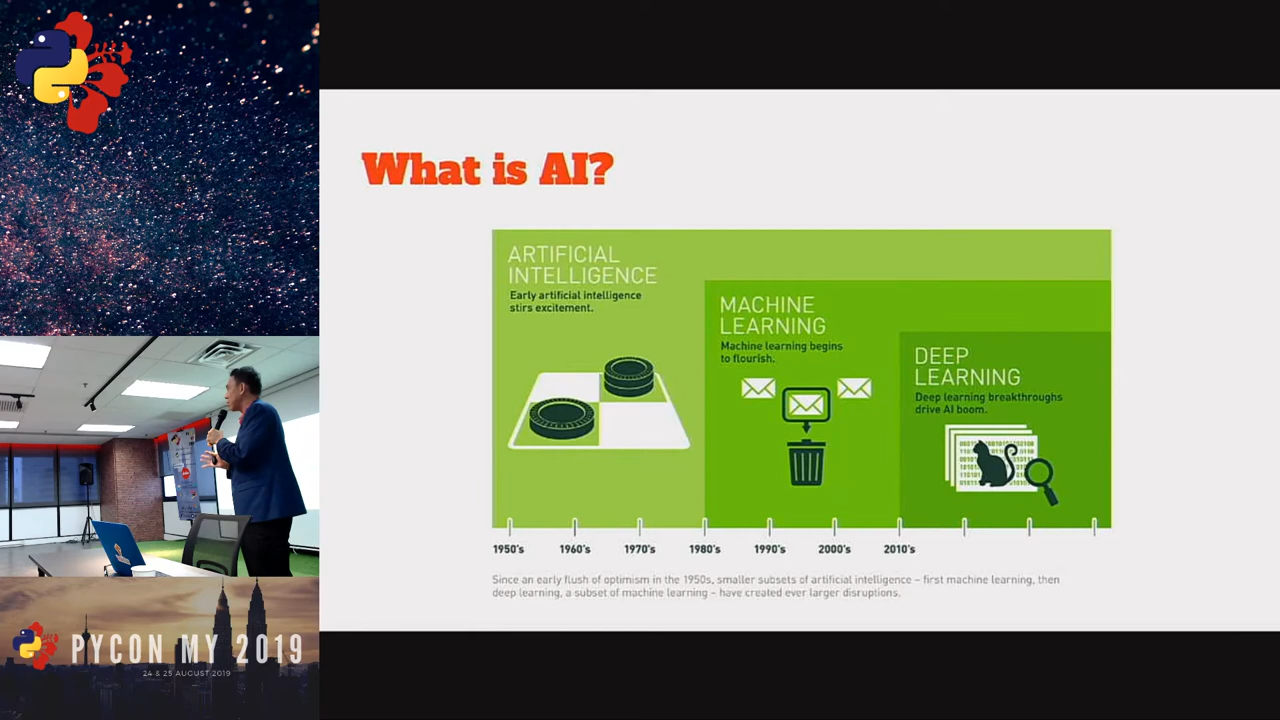 What is AI?
ARTIFICIAL
INTELLIGENCE
Early artificial intelligence
stirs excitement.
MACHINE
LEARNING
Machine learning begins
to flourish.
DEEP
LEARNING
Deep learning breakthroughs
drive AI boom.
1950's 1960's 1970's 1980's 1990's 2000's 2010's
Since an early flush of optimism in the 1950s, smaller subsets of artificial intelligence – first machine learning, then
deep learning, a subset of machine learning – have created ever larger disruptions.
PYCON MY 2019
24 & 25 AUGUST 2019